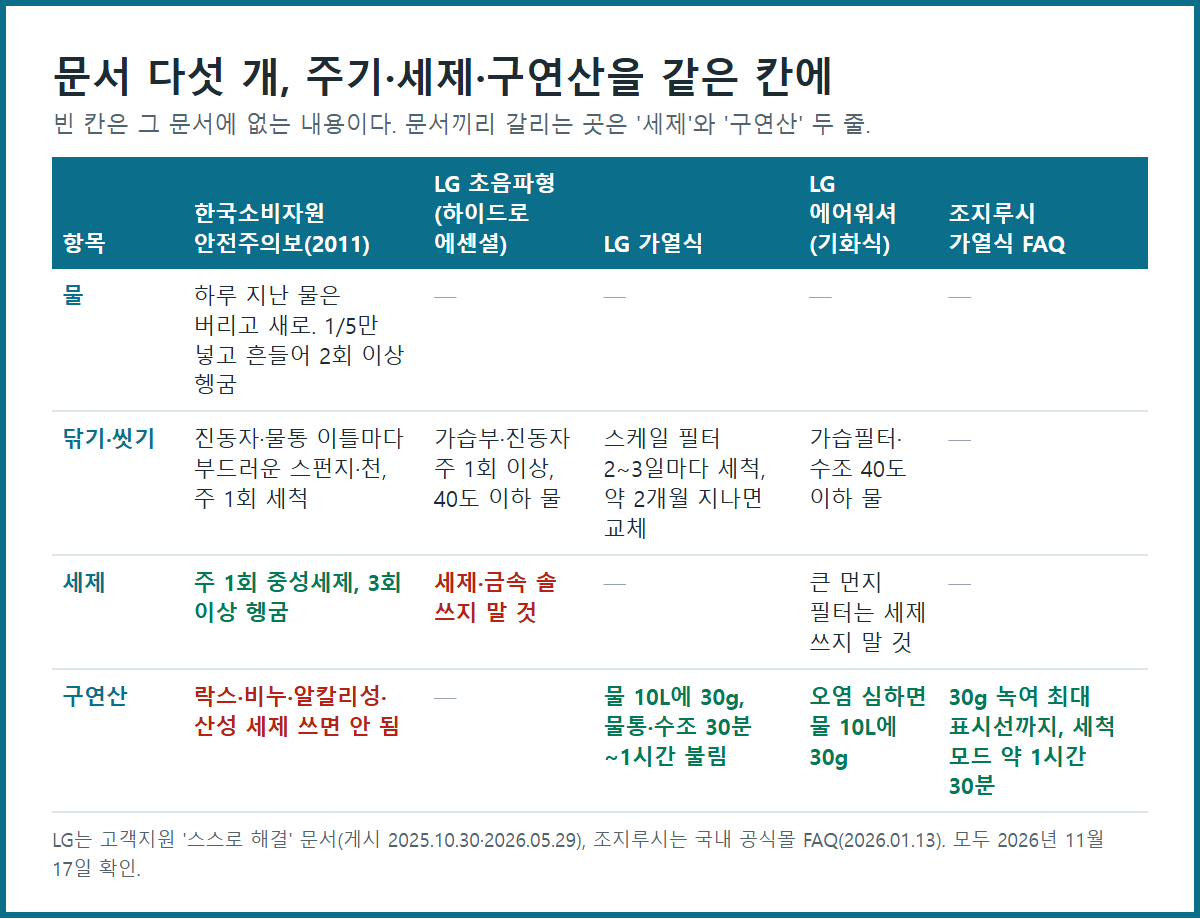 문서 다섯 개, 주기·세제·구연산을 같은 칸에
빈 칸은 그 문서에 없는 내용이다. 문서끼리 갈리는 곳은 '세제'와 '구연산' 두 줄.
항목
한국소비자원
안전주의보(2011)
LG 초음파형
(하이드로
에센셜)
LG 가열식
LG
에어워셔
(기화식)
조지루시
가열식 FAQ
물
하루 지난 물은
버리고 새로. 1/5만
넣고 흔들어 2회 이상
헹굼
—
—
—
—
닦기·씻기
진동자·물통 이틀마다
부드러운 스펀지·천,
주 1회 세척
가습부·진동자
주 1회 이상,
40도 이하 물
스케일 필터
2~3일마다 세척,
약 2개월 지나면
교체
가습필터·
수조 40도
이하 물
—
세제
주 1회 중성세제, 3회
이상 헹굼
세제·금속 솔
쓰지 말 것
—
큰 먼지
필터는 세제
쓰지 말 것
—
구연산
락스·비누·알칼리성·
산성 세제 쓰면 안 됨
—
물 10L에 30g,
물통·수조 30분
~1시간 불림
오염 심하면
물 10L에
30g
30g 녹여 최대
표시선까지, 세척
모드 약 1시간
30분
LG는 고객지원 '스스로 해결' 문서(게시 2025.10.30·2026.05.29), 조지루시는 국내 공식몰 FAQ(2026.01.13). 모두 2026년 11월
17일 확인.